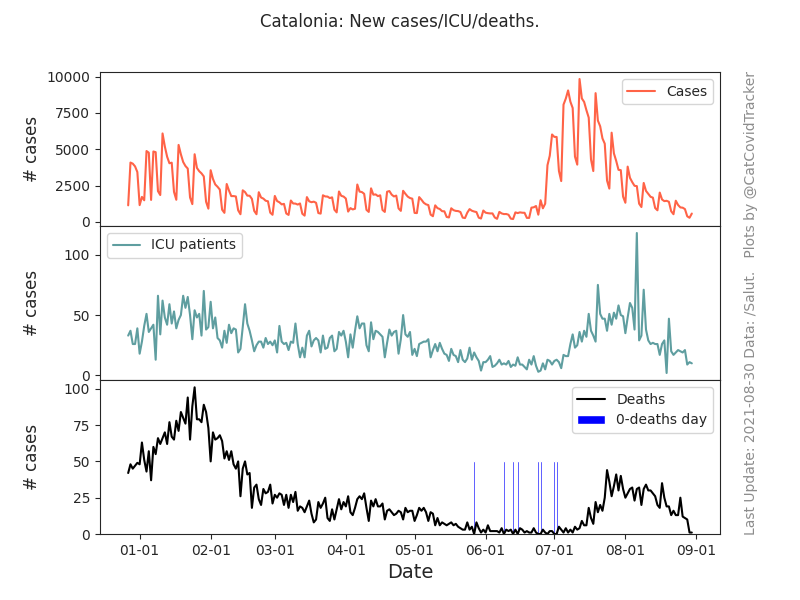 Catalonia: New cases/ICU/deaths.
10000
7500
5000
2500
0
# cases
Cases
100
50
0
# cases
ICU patients
100
75
50
25
0
# cases
Deaths
0-deaths day
01-01 02-01 03-01 04-01 05-01 06-01 07-01 08-01 09-01
Date
Last Update: 2021-08-30 Data: /Salut. Plots by @CatCovidTracker